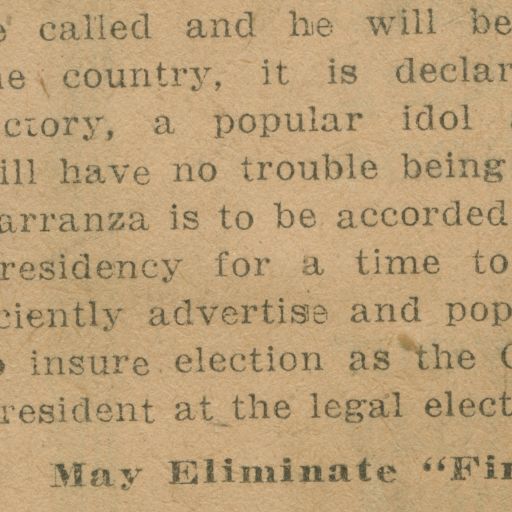 e called and he will be
he country, it is declar
ctory, a popular idol
ill have no trouble being
arranza is to be accorded
residency for a time to
ciently advertise and pop
o insure election as the C
resident at the legal elect
May Eliminate “Fir